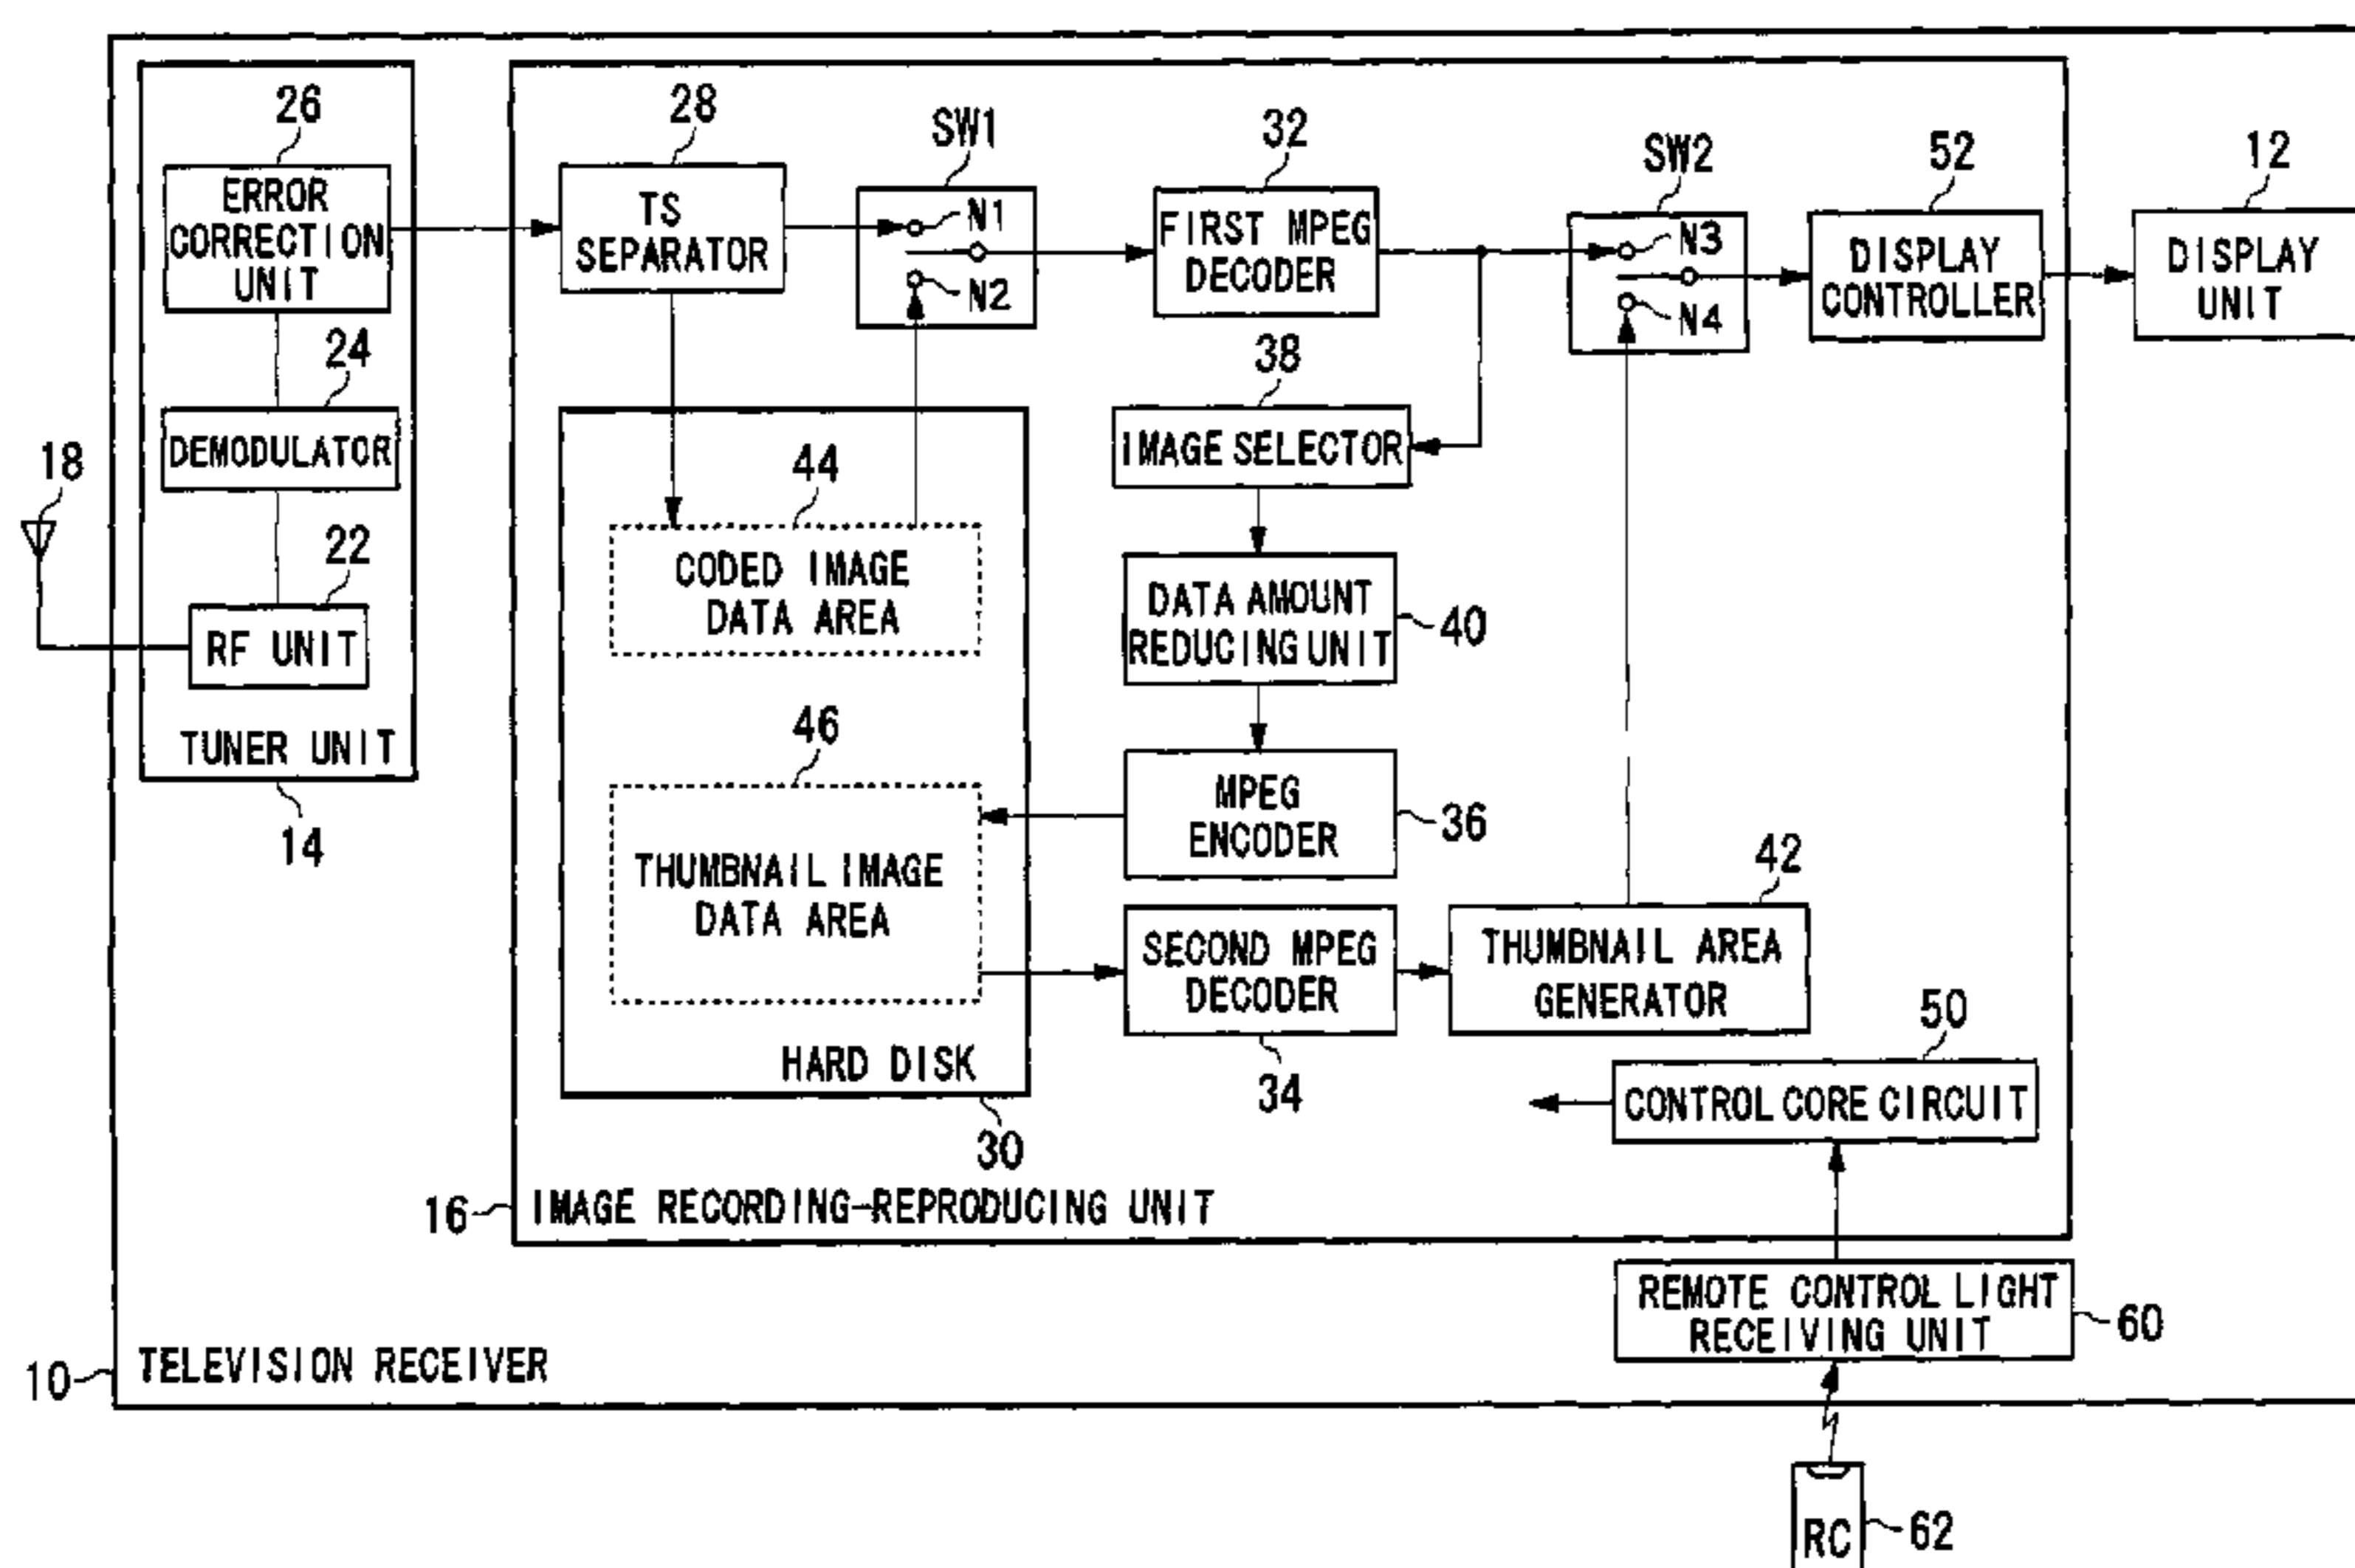 26
ERROR
CORRECTION
UNIT
24
DEMODULATOR
18
22
RF UNIT
TUNER UNIT
14
28
TS
SEPARATOR
SW1
N1
N2
32
FIRST MPEG
DECODER
SW2
N3
N4
52
DISPLAY
CONTROLLER
12
DISPLAY
UNIT
38
IMAGE SELECTOR
44
CODED IMAGE
DATA AREA
DATA AMOUNT
REDUCING UNIT
40
46
THUMBNAIL IMAGE
DATA AREA
MPEG
ENCODER
36
42
SECOND MPEG
DECODER
34
THUMBNAIL AREA
GENERATOR
HARD DISK
30
50
CONTROL CORE CIRCUIT
16
IMAGE RECORDING-REPRODUCING UNIT
REMOTE CONTROL LIGHT
RECEIVING UNIT
60
10
TELEVISION RECEIVER
RC
62